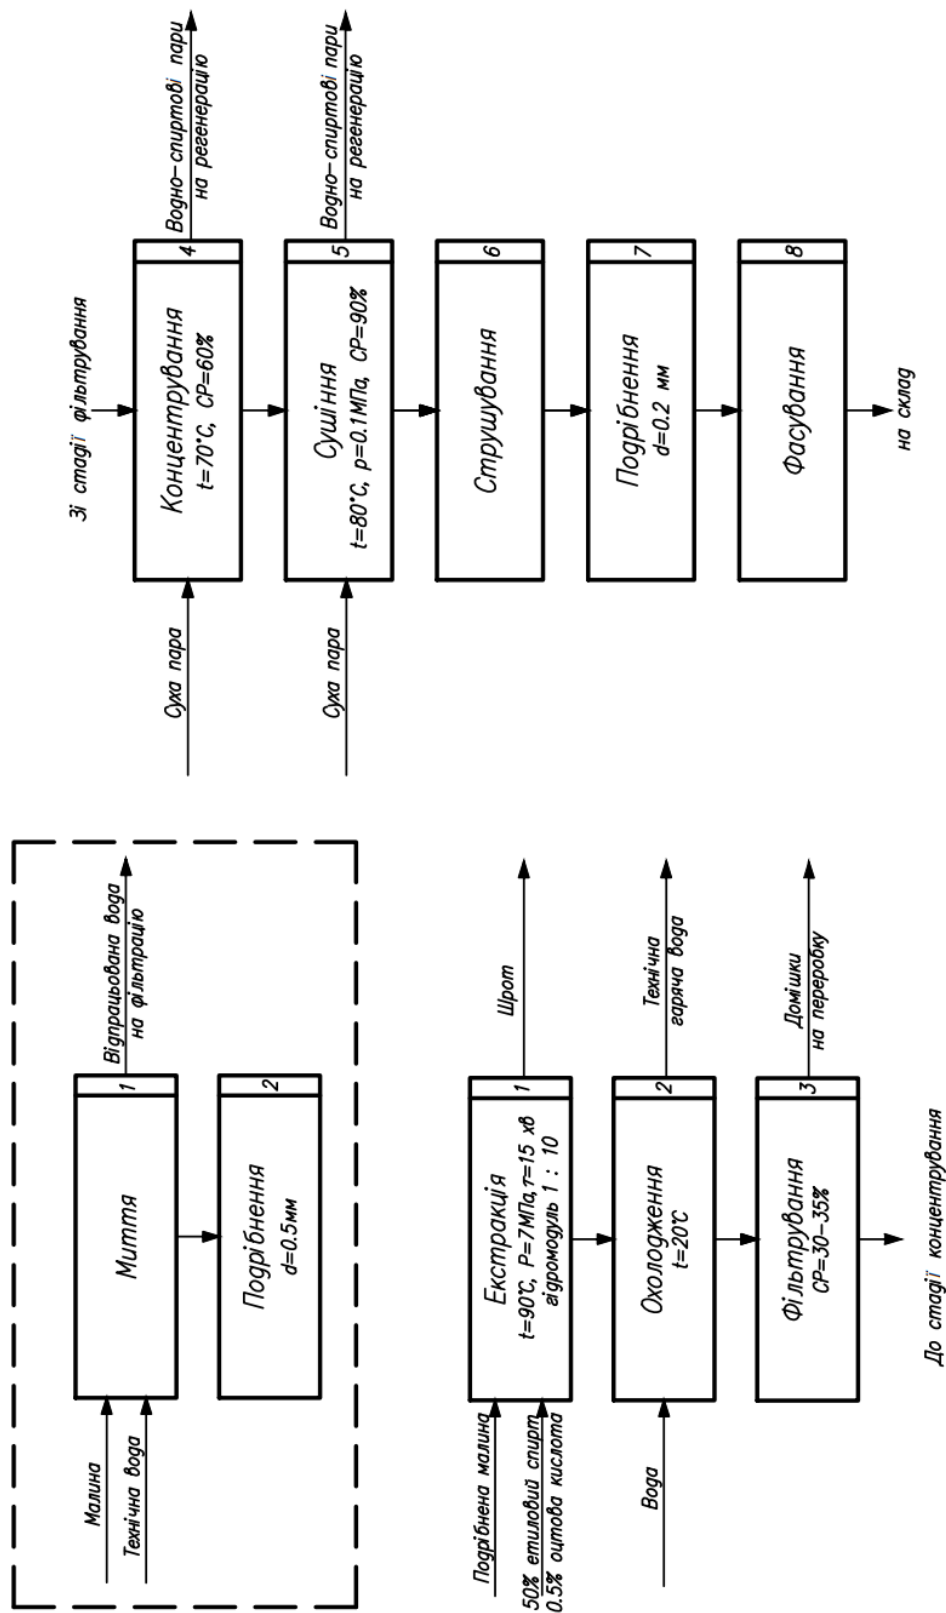 Малина
Технічна вода
Миття
1
Відпрацьована вода
на фільтрацію
Подрібнення
d=0.5мм
2
Подрібнена малина
50% етиловий спирт
0.5% оцтова кислота
Екстракція
t=90°C, P=7МПа,τ=15 хв
гідромодуль 1 : 10
1
Шрот
Вода
Охолодження
t=20°C
2
Технічна
гаряча вода
Фільтрування
СР=30-35%
3
Домішки
на переробку
До стадії концентрування
Зі стадії фільтрування
Суха пара
Концентрування
t=70°C, СР=60%
4
Водно-спиртові пари
на регенерацію
Суха пара
Сушіння
t=80°C, р=0.1МПа, СР=90%
5
Водно-спиртові пари
на регенерацію
Струшування
6
Подрібнення
d=0.2 мм
7
Фасування
8
на склад